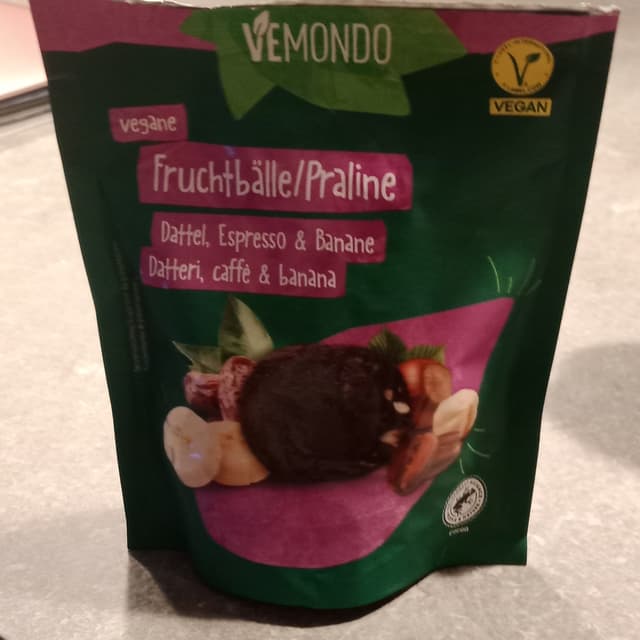 VEMONDO
VEGAN
vegane
Fruchtbälle/Praline
Dattel, Espresso & Banane
Datteri, caffè & banana